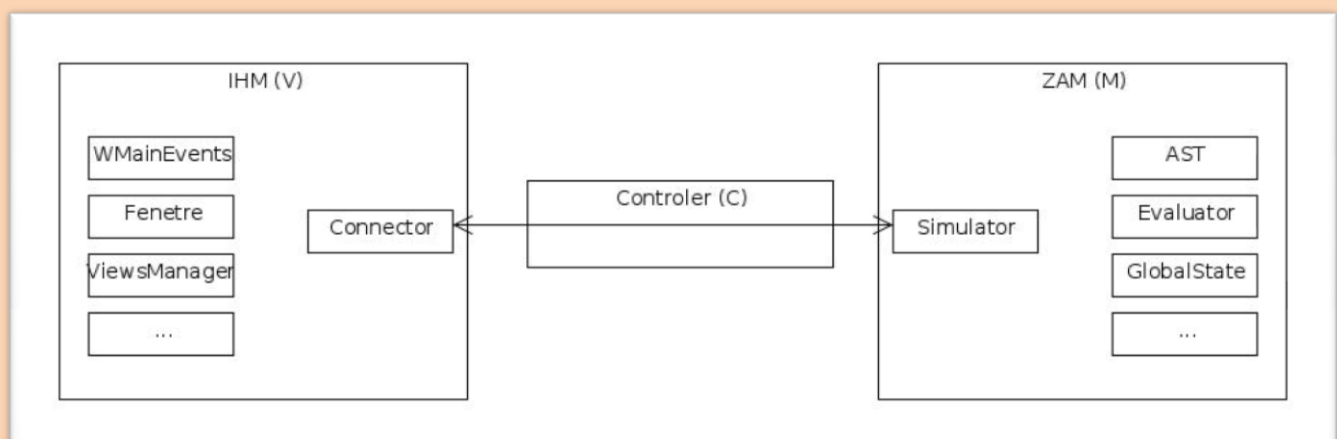 IHM (V)
WMainEvents
Fenetre
ViewsManager
...
Connector
Controler (C)
ZAM (M)
Simulator
AST
Evaluator
GlobalState
...